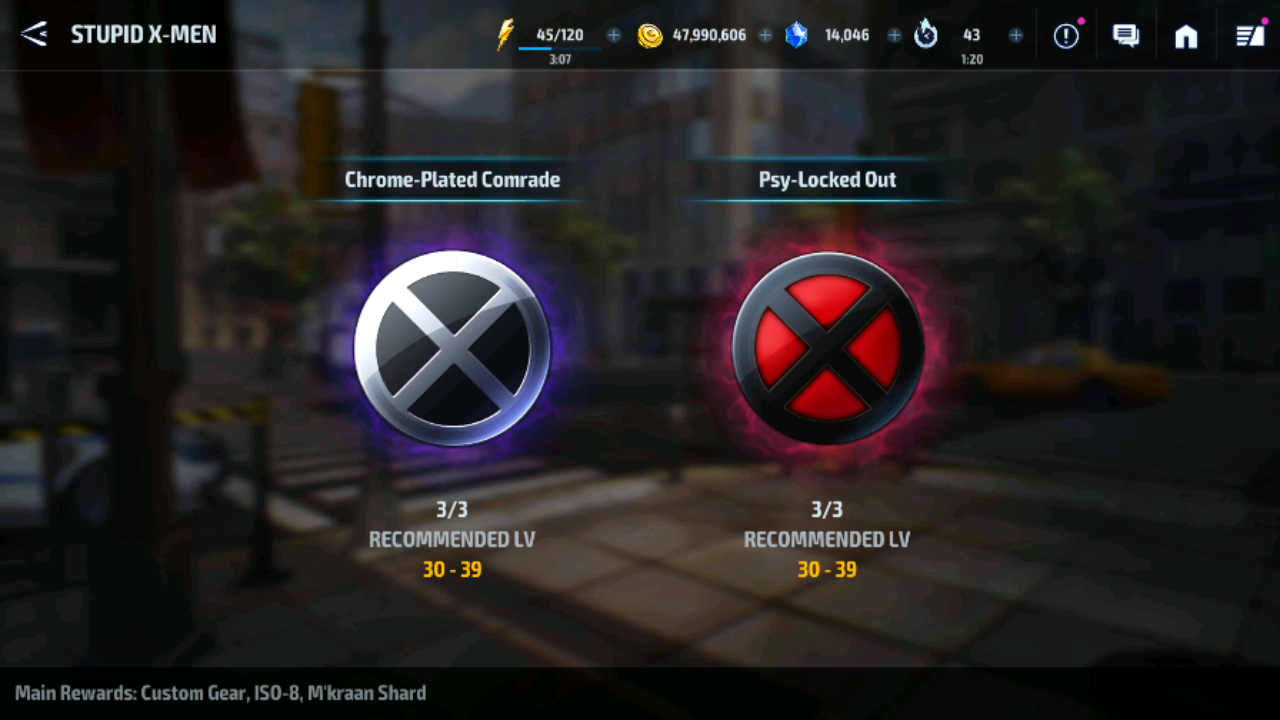 STUPID X-MEN
45/120
3:07
47,990,606
14,046
43
1:20
Chrome-Plated Comrade
3/3
RECOMMENDED LV
30 - 39
Psy-Locked Out
3/3
RECOMMENDED LV
30 - 39
Main Rewards: Custom Gear, ISO-8, M'kraan Shard